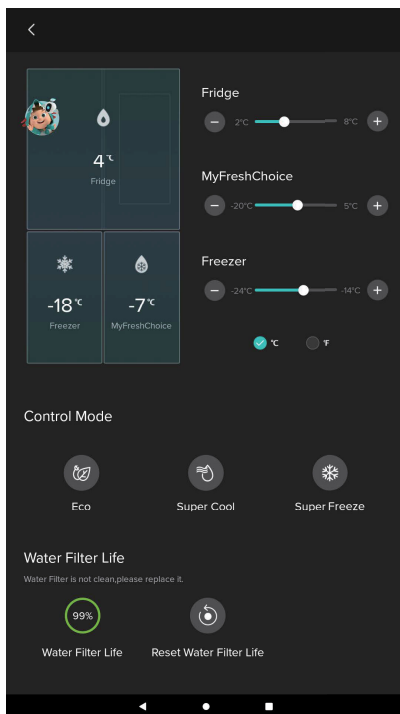 Fridge
2°C
8°C
4°C
Fridge
MyFreshChoice
-20°C
5°C
Freezer
-24°C
-14°C
-18°C
-7°C
Freezer
MyFreshChoice
°C
°F
Control Mode
Eco
Super Cool
Super Freeze
Water Filter Life
Water Filter is not clean,please replace it.
99%
Water Filter Life
Reset Water Filter Life